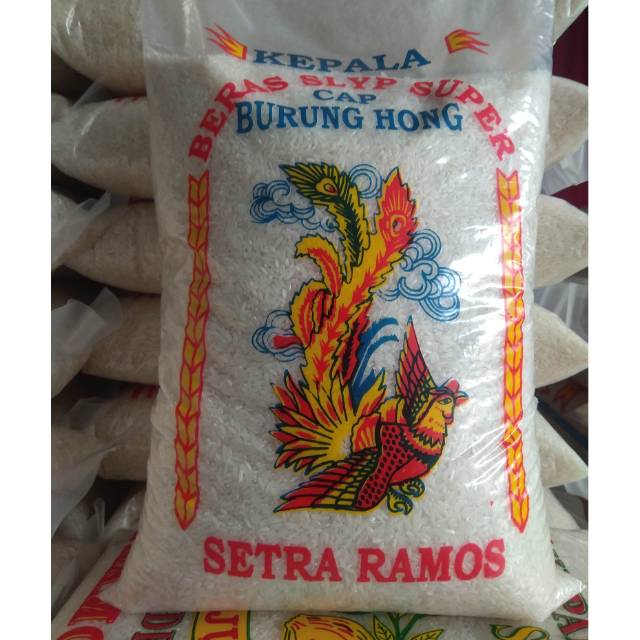 KEPALA
BERAS SLYP SUPER
CAP
BURUNG HONG
SETRA RAMOS